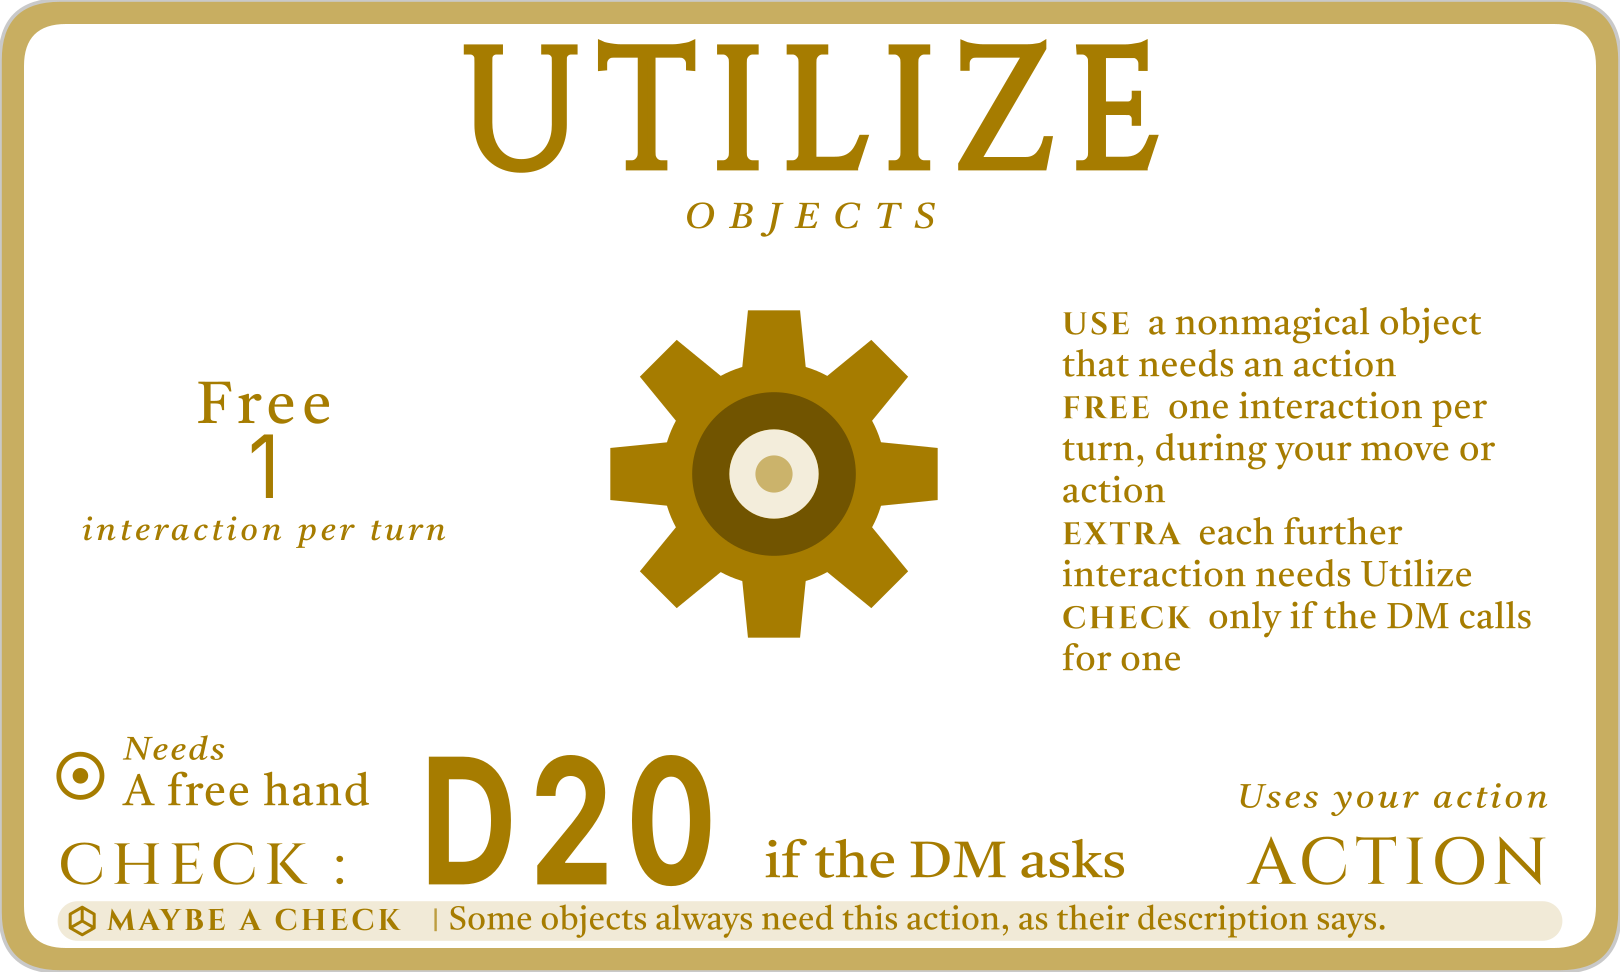 UTILIZE
OBJECTS
Free
1
interaction per turn
USE a nonmagical object
that needs an action
FREE one interaction per
turn, during your move or
action
EXTRA each further
interaction needs Utilize
CHECK only if the DM calls
for one
Needs
A free hand
CHECK :
D20
if the DM asks
Uses your action
ACTION
MAYBE A CHECK | Some objects always need this action, as their description says.